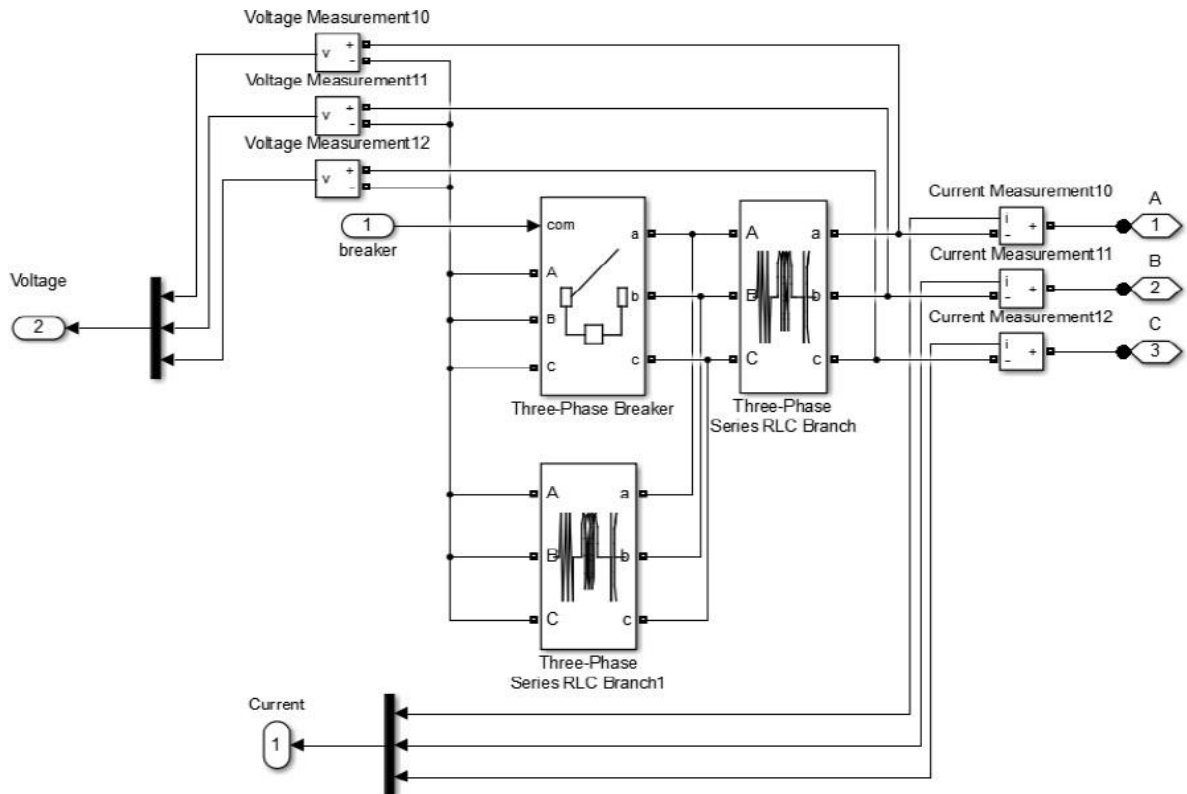 Voltage Measurement10
v
+
-
Voltage Measurement11
v
+
-
Voltage Measurement12
v
+
-
1
breaker
com
A
B
C
a
b
c
Three-Phase Breaker
A
B
C
a
b
c
Three-Phase
Series RLC Branch
Current Measurement10
i
-
+
A
1
Current Measurement11
i
-
+
B
2
Current Measurement12
i
-
+
C
3
Voltage
2
A
B
C
a
b
c
Three-Phase
Series RLC Branch1
Current
1